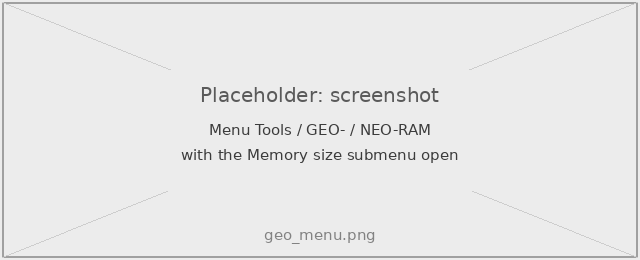 Placeholder: screenshot
Menu Tools / GEO- / NEO-RAM
with the Memory size submenu open
geo_menu.png